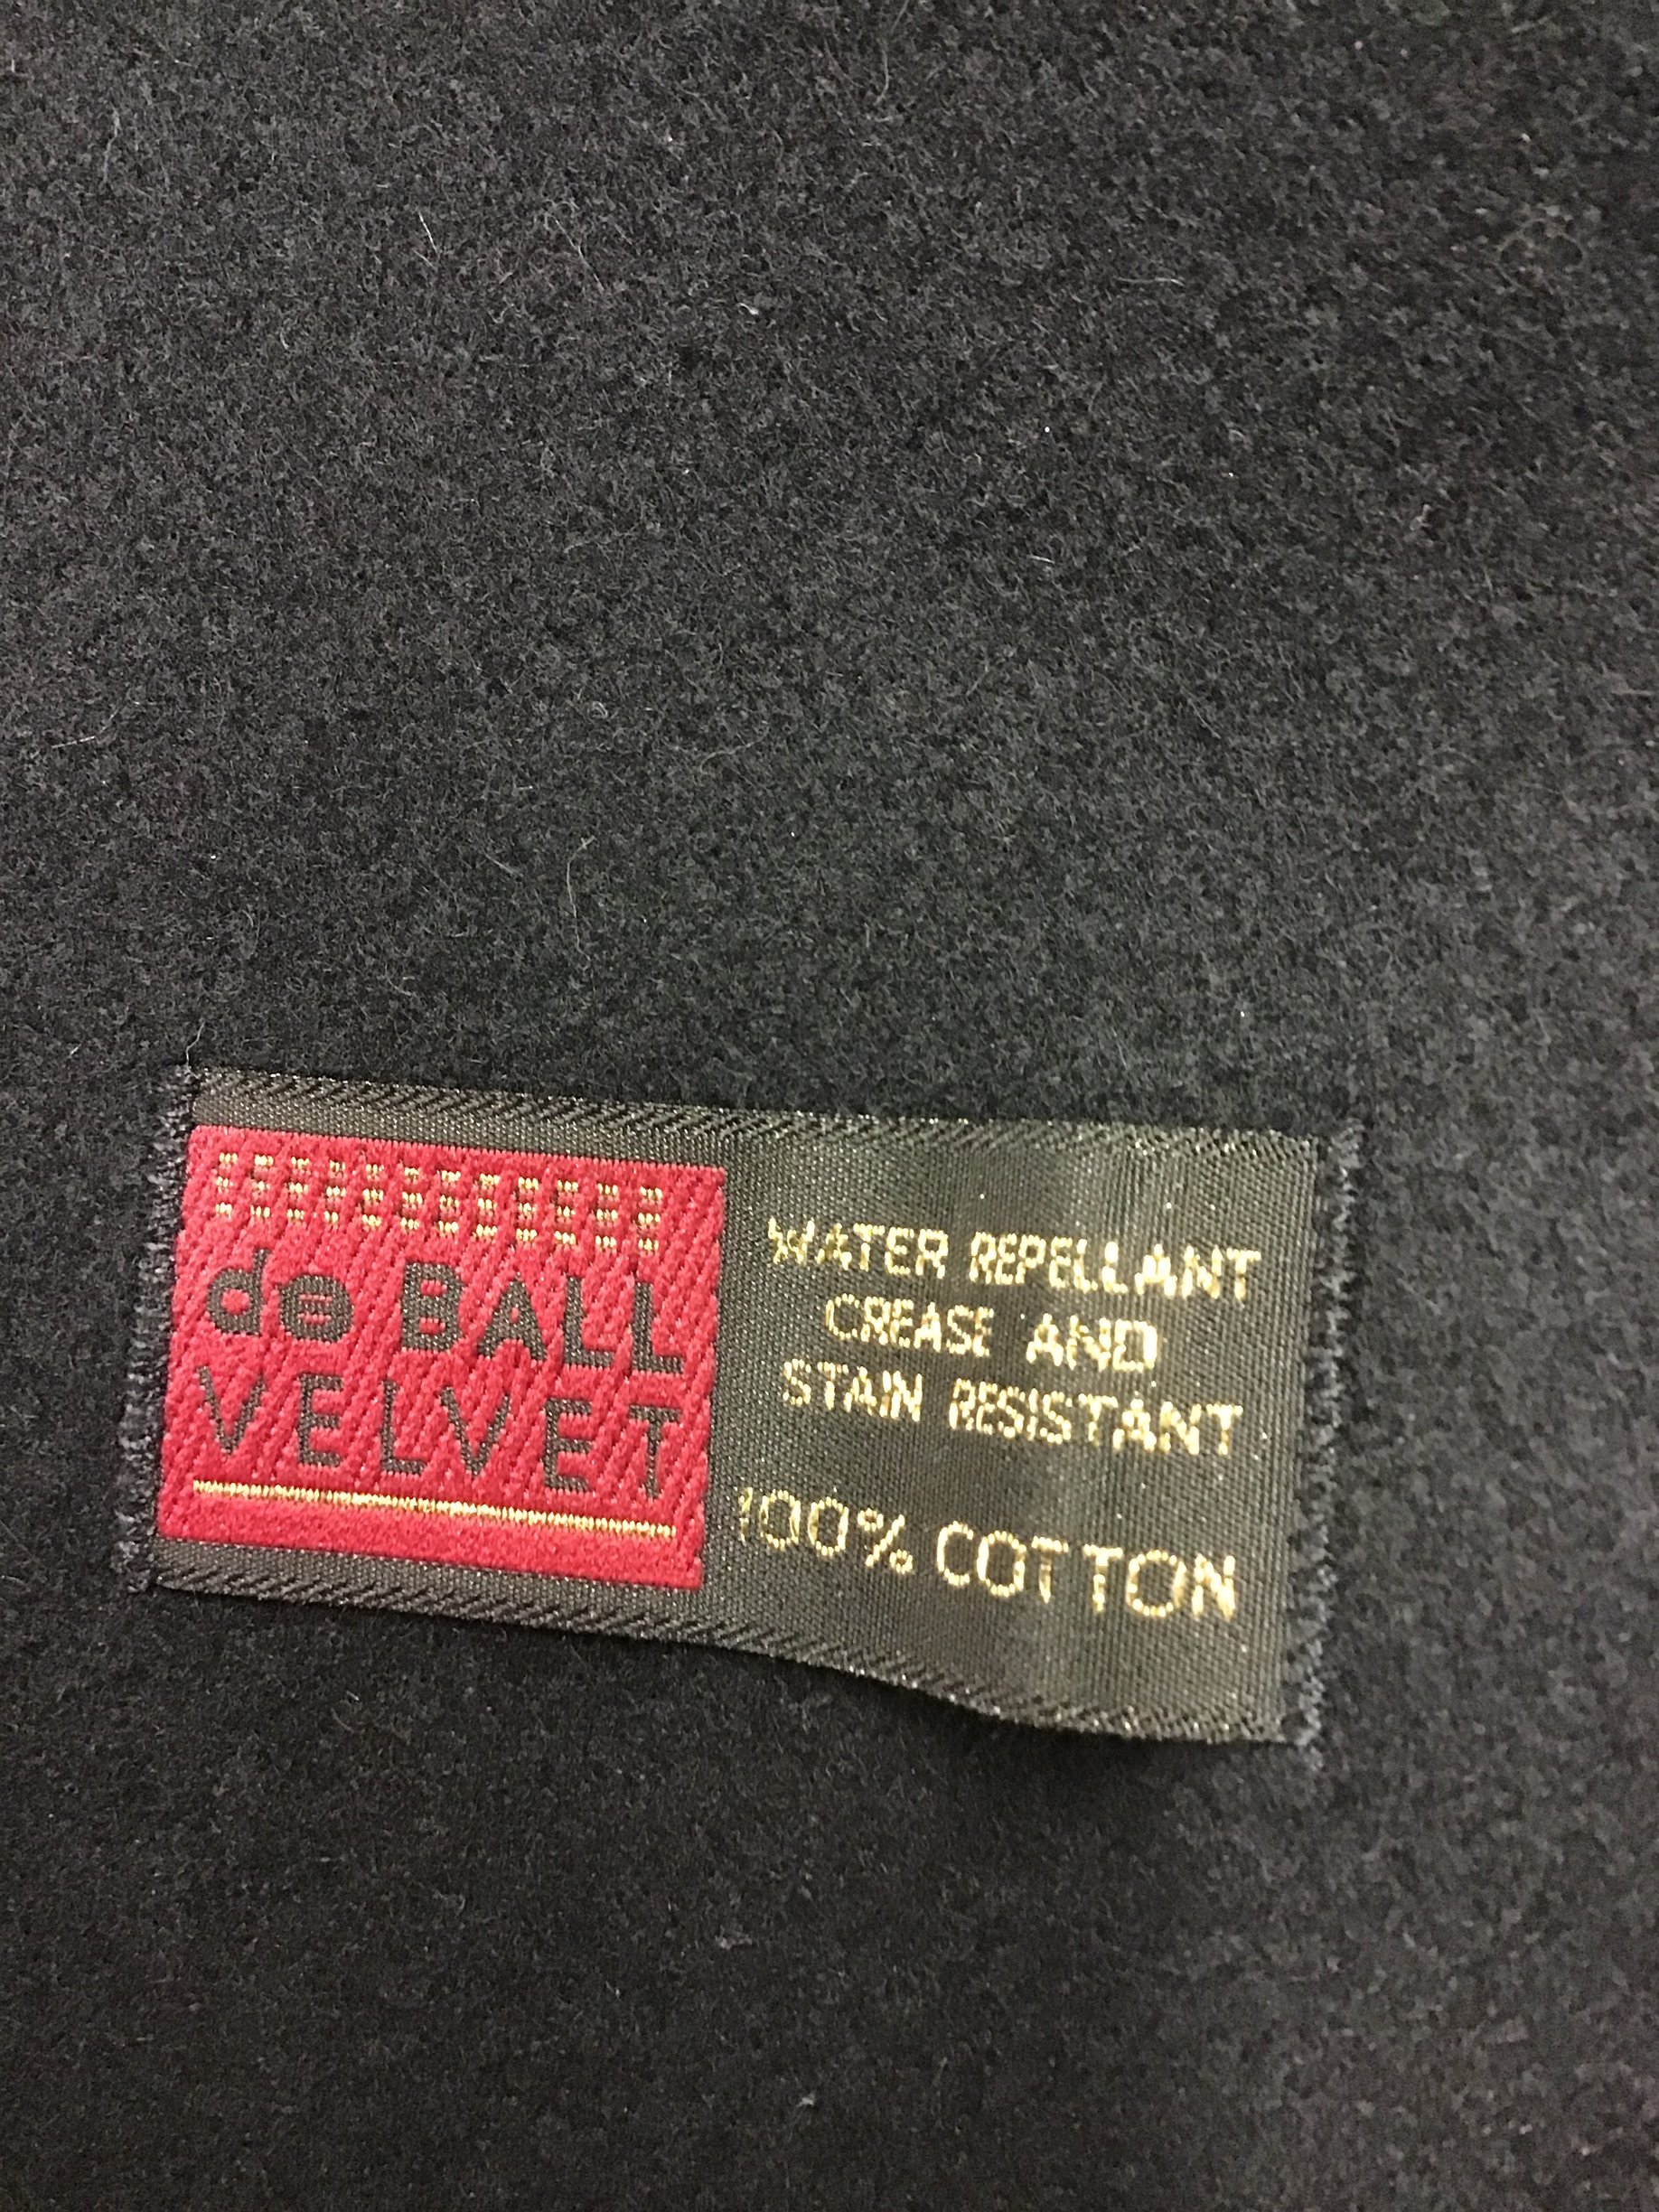 de BALL
VELVET
WATER REPELLANT
CREASE AND
STAIN RESISTANT
100% COTTON